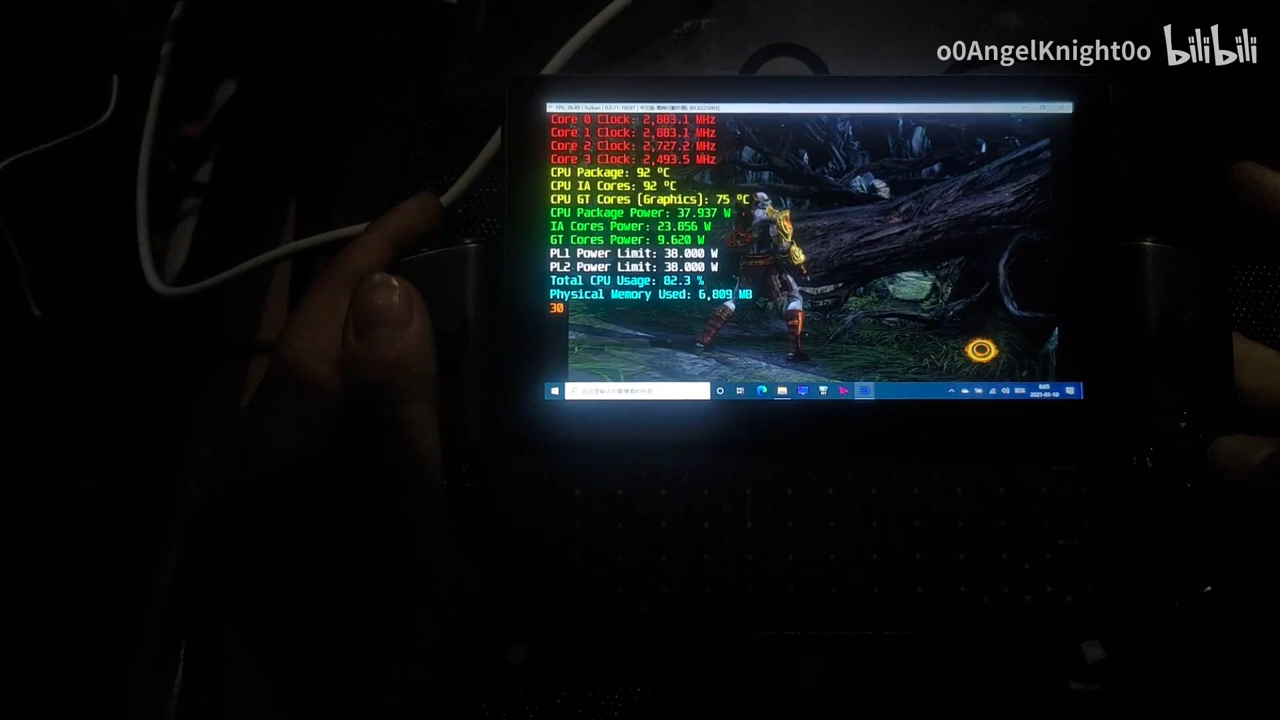 o0AngelKnight0o bilibili
Core 0 Clock: 2,883.1 MHz
Core 1 Clock: 2,883.1 MHz
Core 2 Clock: 2,727.2 MHz
Core 3 Clock: 2,493.5 MHz
CPU Package: 92 ºC
CPU IA Cores: 92 ºC
CPU GT Cores (Graphics): 75 ºC
CPU Package Power: 37.937 W
IA Cores Power: 23.856 W
GT Cores Power: 9.620 W
PL1 Power Limit: 38.000 W
PL2 Power Limit: 38.000 W
Total CPU Usage: 82.3 %
Physical Memory Used: 6,809 MB
30